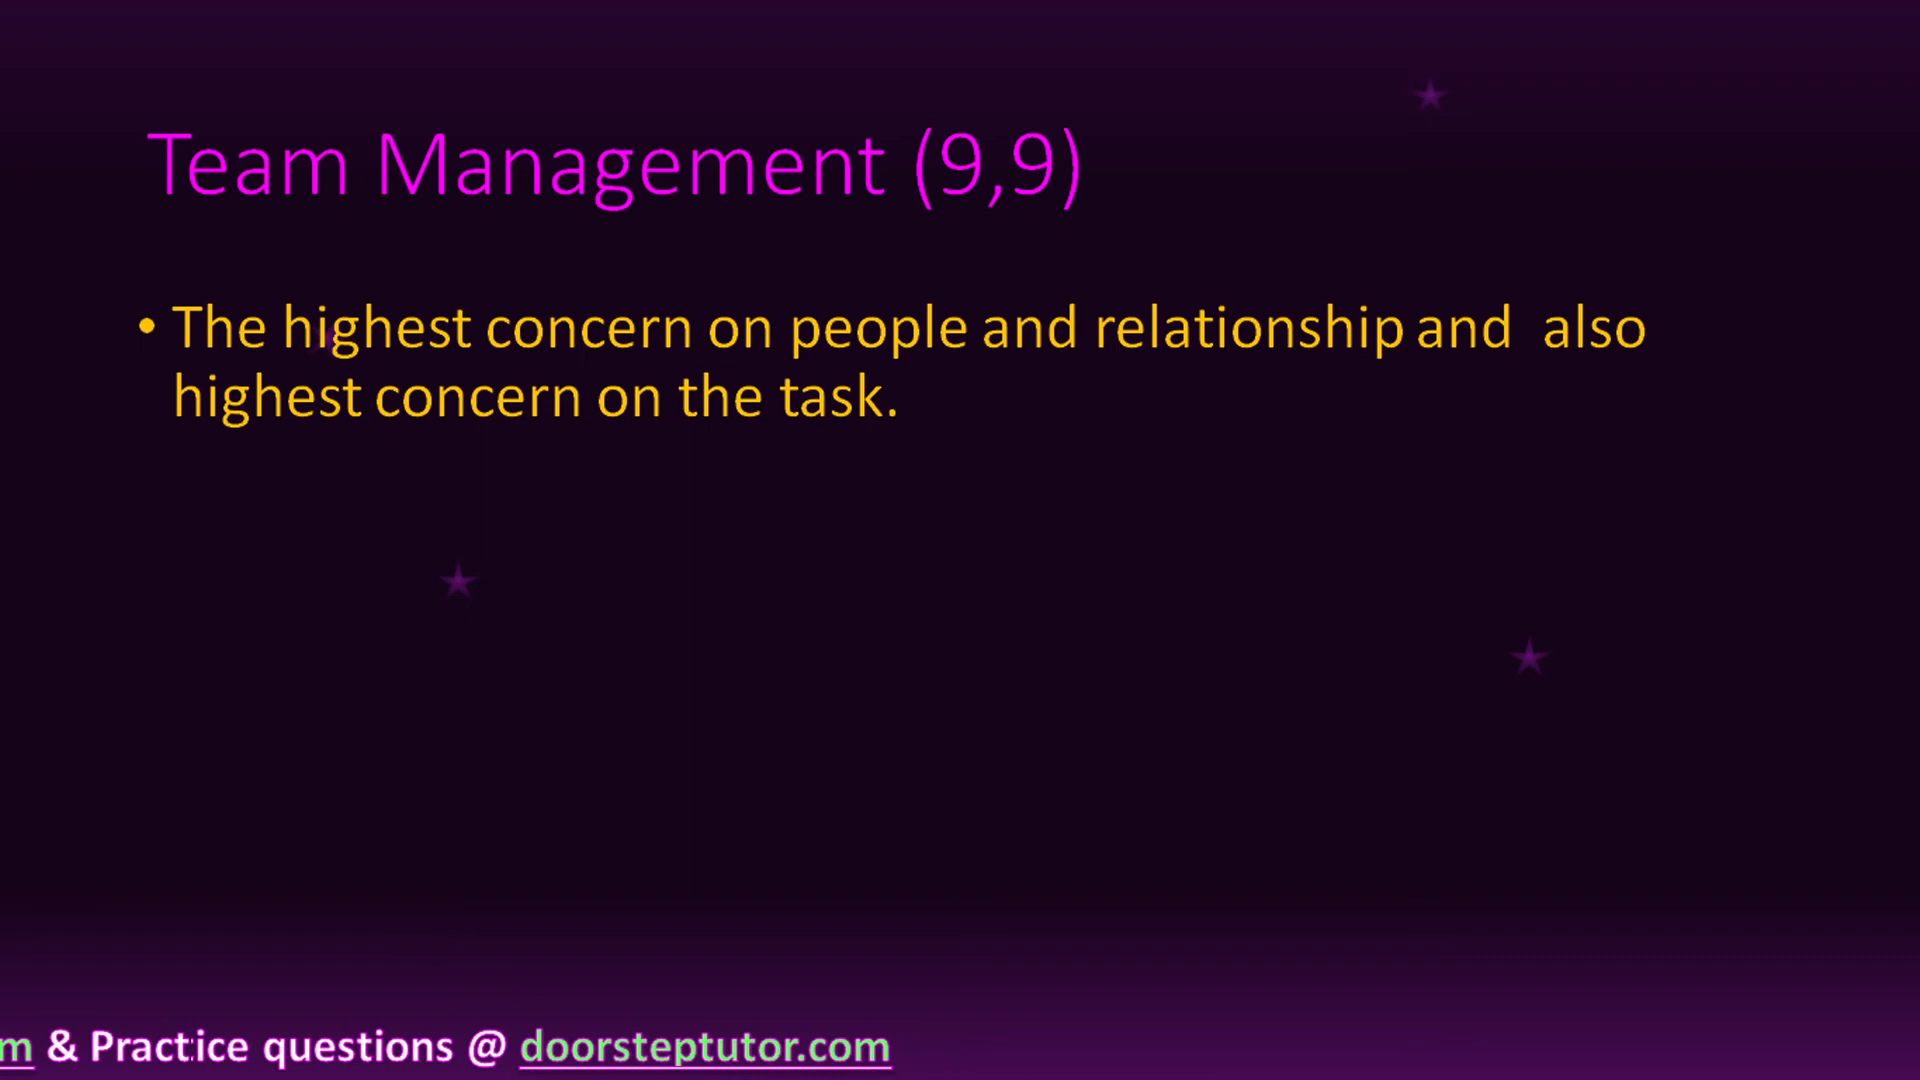 Team Management (9,9)
• The highest concern on people and relationship and  also
highest concern on the task.
m & Practice questions @ doorsteptutor.com